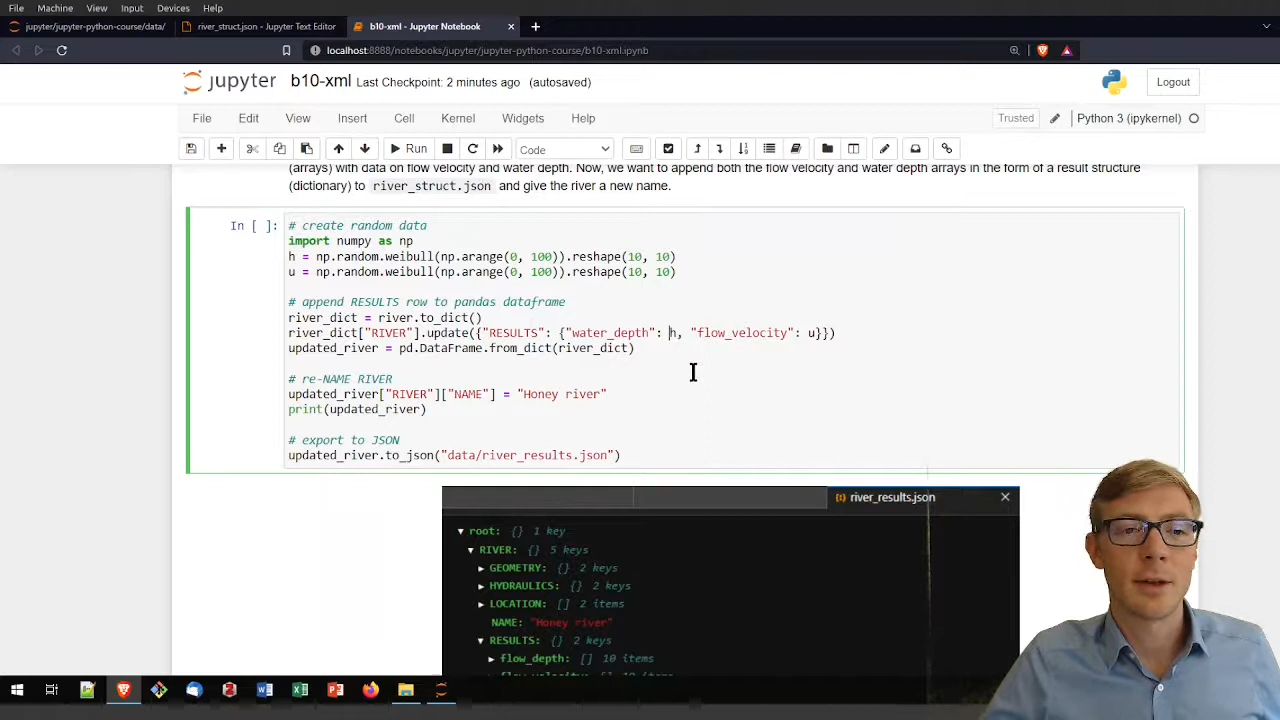 File Machine View Input Devices Help
jupyter/jupyter-python-course/data/ river_struct.json - Jupyter Text Editor b10-xml - Jupyter Notebook
localhost:8888/notebooks/jupyter/jupyter-python-course/b10-xml.ipynb
jupyter b10-xml Last Checkpoint: 2 minutes ago (autosaved) Logout
File Edit View Insert Cell Kernel Widgets Help Trusted Python 3 (ipykernel)
Run Code
(arrays) with data on flow velocity and water depth. Now, we want to append both the flow velocity and water depth arrays in the form of a result structure
(dictionary) to river_struct.json and give the river a new name.
In [ ]: # create random data
import numpy as np
h = np.random.weibull(np.arange(0, 100)).reshape(10, 10)
u = np.random.weibull(np.arange(0, 100)).reshape(10, 10)
# append RESULTS row to pandas dataframe
river_dict = river.to_dict()
river_dict["RIVER"].update({"RESULTS": {"water_depth": h, "flow_velocity": u}})
updated_river = pd.DataFrame.from_dict(river_dict)
# re-NAME RIVER
updated_river["RIVER"]["NAME"] = "Honey river"
print(updated_river)
# export to JSON
updated_river.to_json("data/river_results.json")
river_results.json
root: {} 1 key
RIVER: {} 5 keys
GEOMETRY: {} 2 keys
HYDRAULICS: {} 2 keys
LOCATION: [] 2 items
NAME: "Honey river"
RESULTS: {} 2 keys
flow_depth: [] 10 items
flow_velocity: [] 10 items